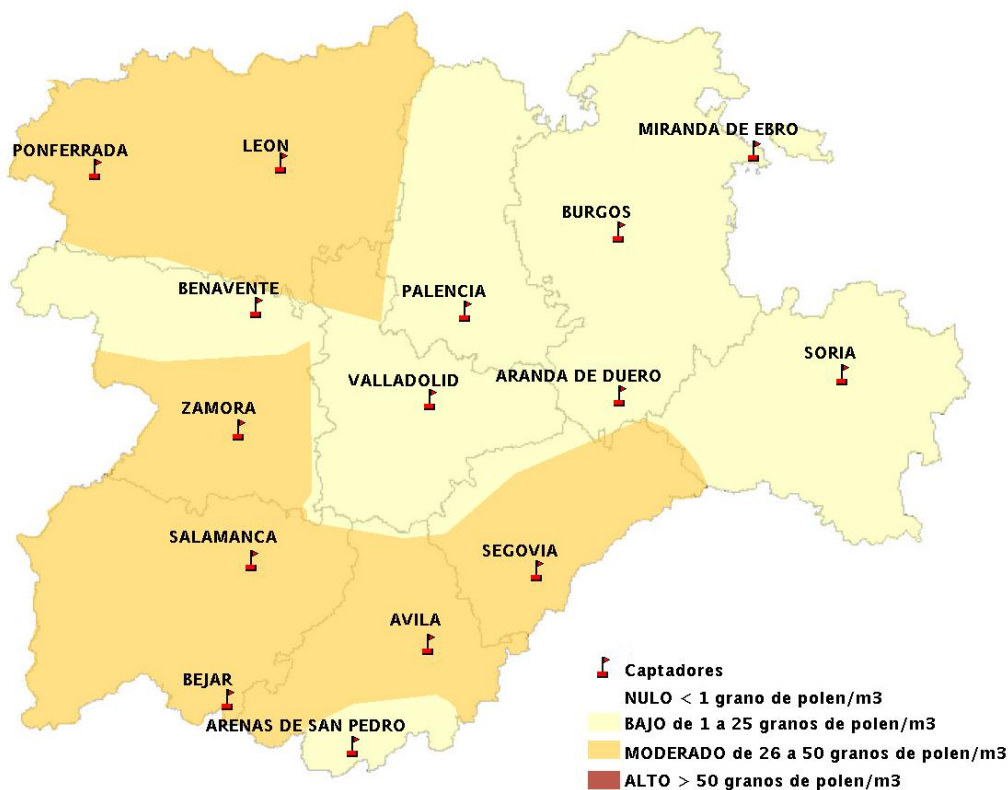 MIRANDA DE EBRO
PONFERRADA
LEON
BURGOS
BENAVENTE
PALENCIA
SORIA
VALLADOLID
ARANDA DE DUERO
ZAMORA
SALAMANCA
SEGOVIA
AVILA
BEJAR
ARENAS DE SAN PEDRO
Captadores
NULO < 1 grano de polen/m3
BAJO de 1 a 25 granos de polen/m3
MODERADO de 26 a 50 granos de polen/m3
ALTO > 50 granos de polen/m3